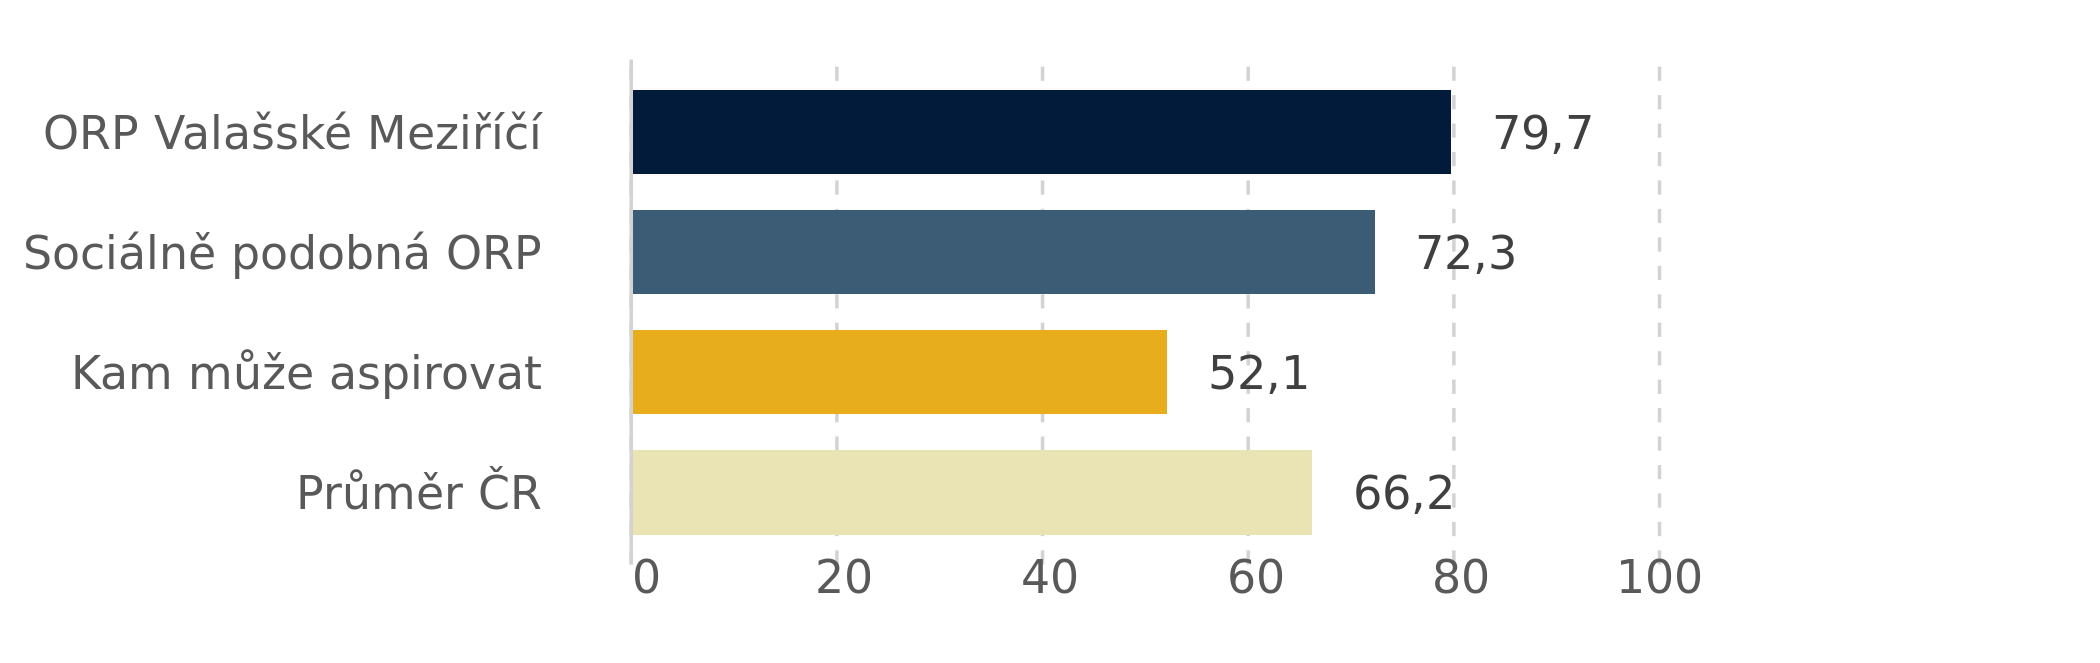 ORP Valašské Meziříčí 79,7
Sociálně podobná ORP 72,3
Kam může aspirovat 52,1
Průměr ČR 66,2
0 20 40 60 80 100